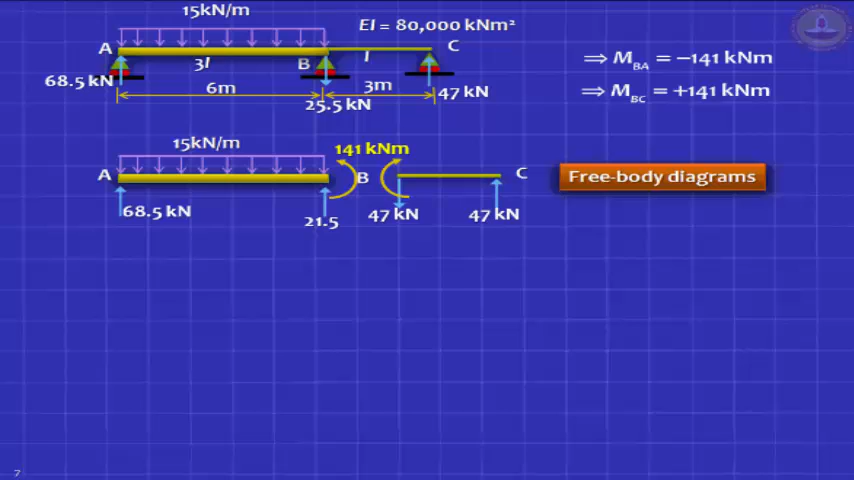 15kN/m
EI = 80,000 kNm²
A
B
C
3I
I
68.5 kN
6m
3m
25.5 kN
47 kN
⇒ M_BA = −141 kNm
⇒ M_BC = +141 kNm
15kN/m
141 kNm
A
B
C
68.5 kN
21.5
47 kN
47 kN
Free-body diagrams
7